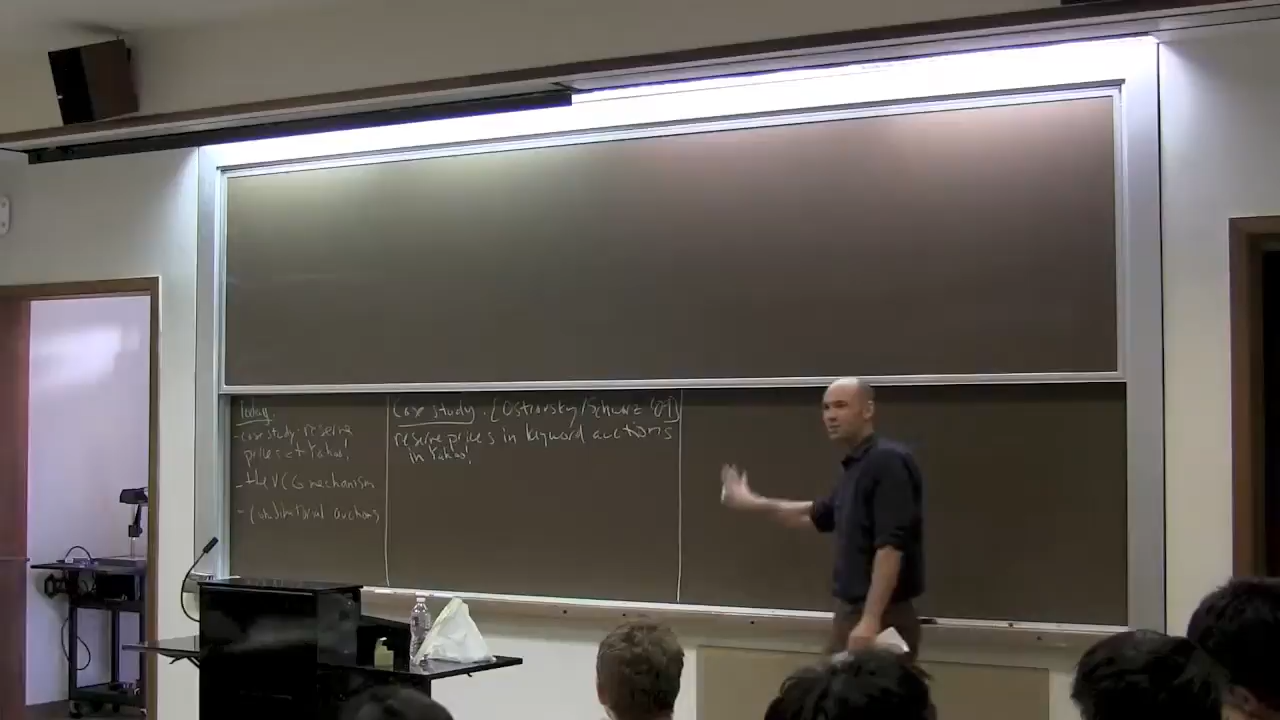 Today.
- case study: reserve
prices at Yahoo!
- the VCG mechanism
- combinatorial auctions
Case study. [Ostrovsky/Schwarz '09]
reserve prices in keyword auctions
in Yahoo!